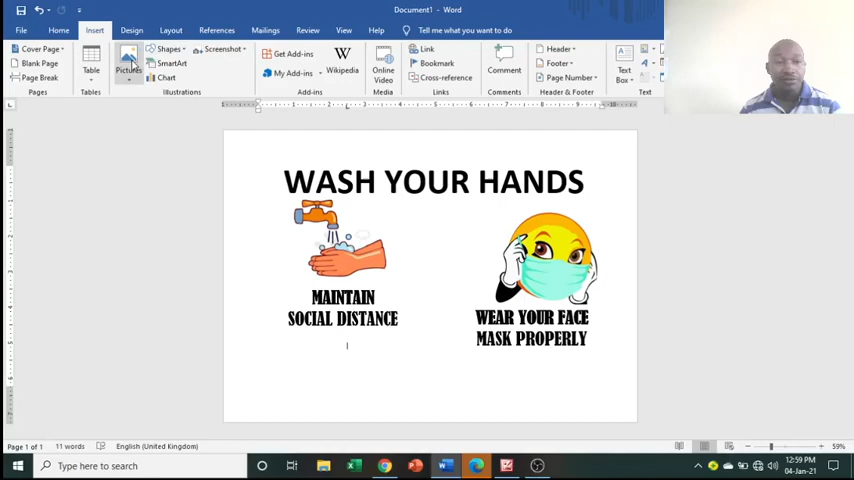 Document1 - Word
File
Home
Insert
Design
Layout
References
Mailings
Review
View
Help
Tell me what you want to do
Cover Page
Blank Page
Page Break
Pages
Table
Tables
Pictures
Shapes
SmartArt
Chart
Screenshot
Illustrations
Get Add-ins
My Add-ins
Wikipedia
Add-ins
Online
Video
Media
Link
Bookmark
Cross-reference
Links
Comment
Comments
Header
Footer
Page Number
Header & Footer
Text
Box
Text
WASH YOUR HANDS
MAINTAIN
SOCIAL DISTANCE
WEAR YOUR FACE
MASK PROPERLY
Page 1 of 1
11 words
English (United Kingdom)
59%
Type here to search
12:59 PM
04-Jan-21